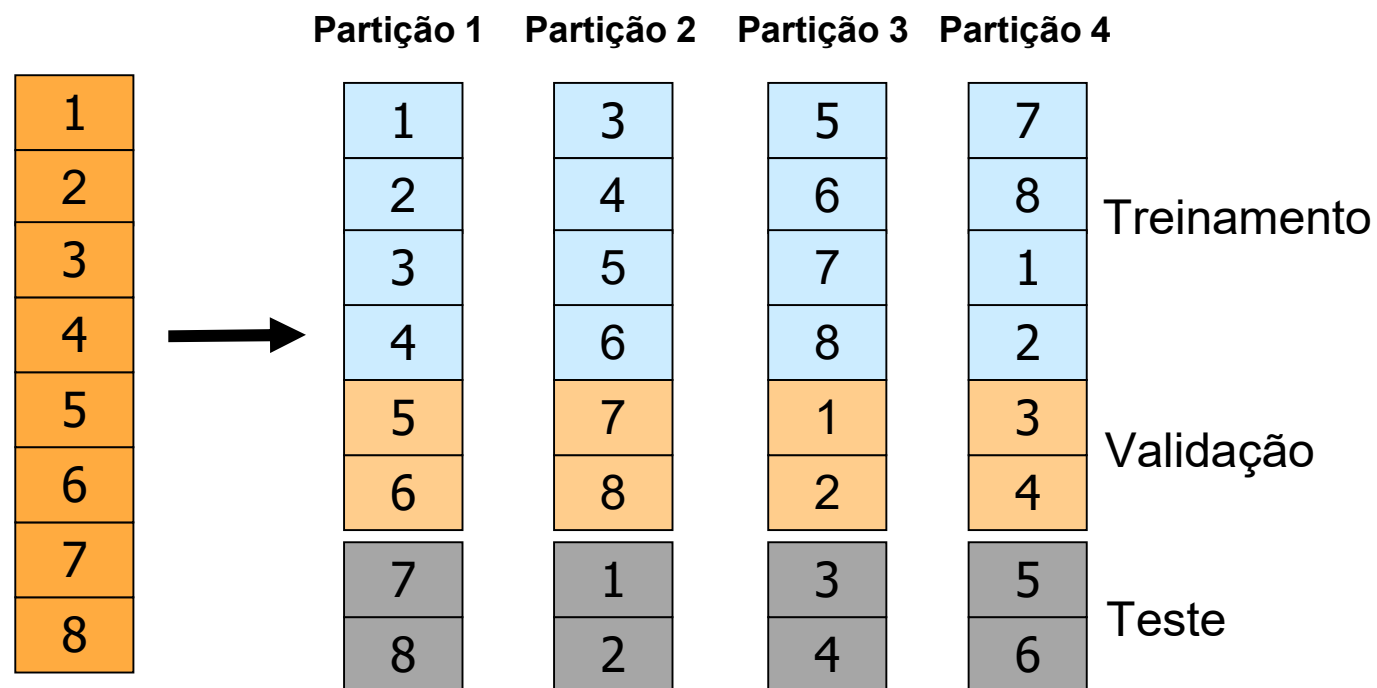 Partição 1 Partição 2 Partição 3 Partição 4
1 1 3 5 7
2 2 4 6 8
Treinamento
3 3 5 7 1
4 4 6 8 2
5 5 7 1 3
Validação
6 6 8 2 4
7 7 1 3 5
Teste
8 8 2 4 6